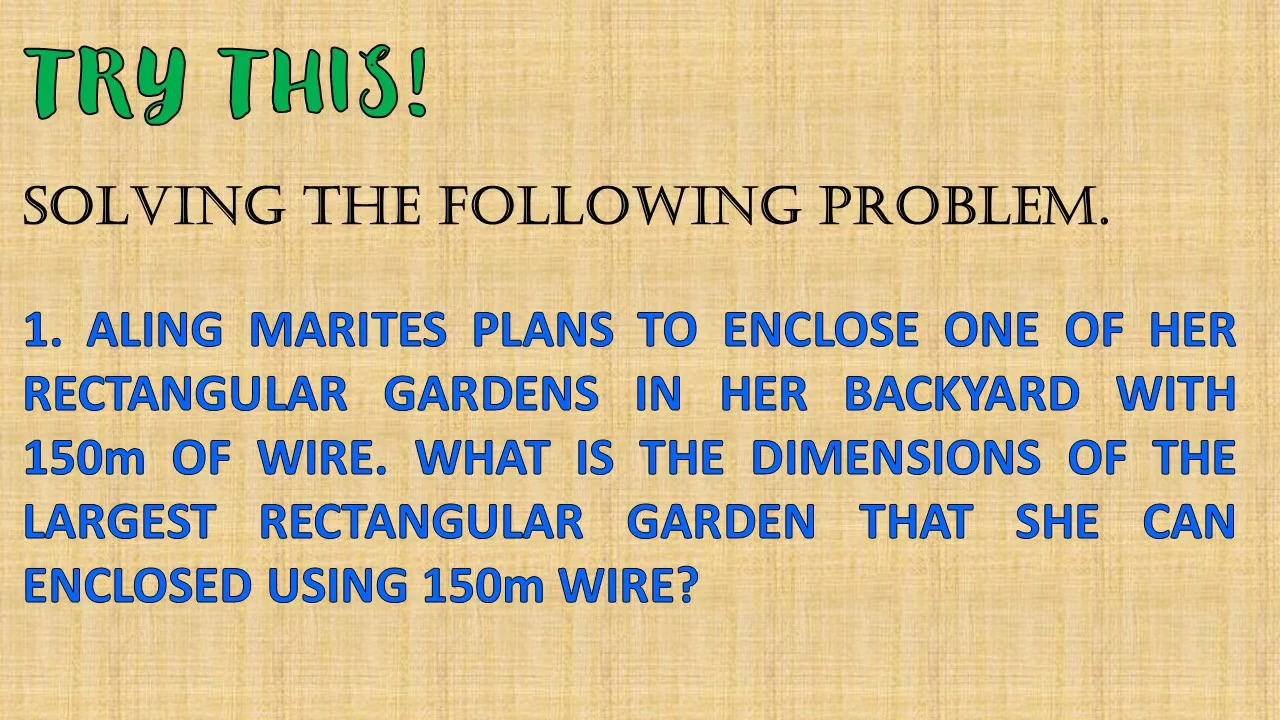 TRY THIS!
SOLVING THE FOLLOWING PROBLEM.
1. ALING MARITES PLANS TO ENCLOSE ONE OF HER
RECTANGULAR GARDENS IN HER BACKYARD WITH
150m OF WIRE. WHAT IS THE DIMENSIONS OF THE
LARGEST RECTANGULAR GARDEN THAT SHE CAN
ENCLOSED USING 150m WIRE?